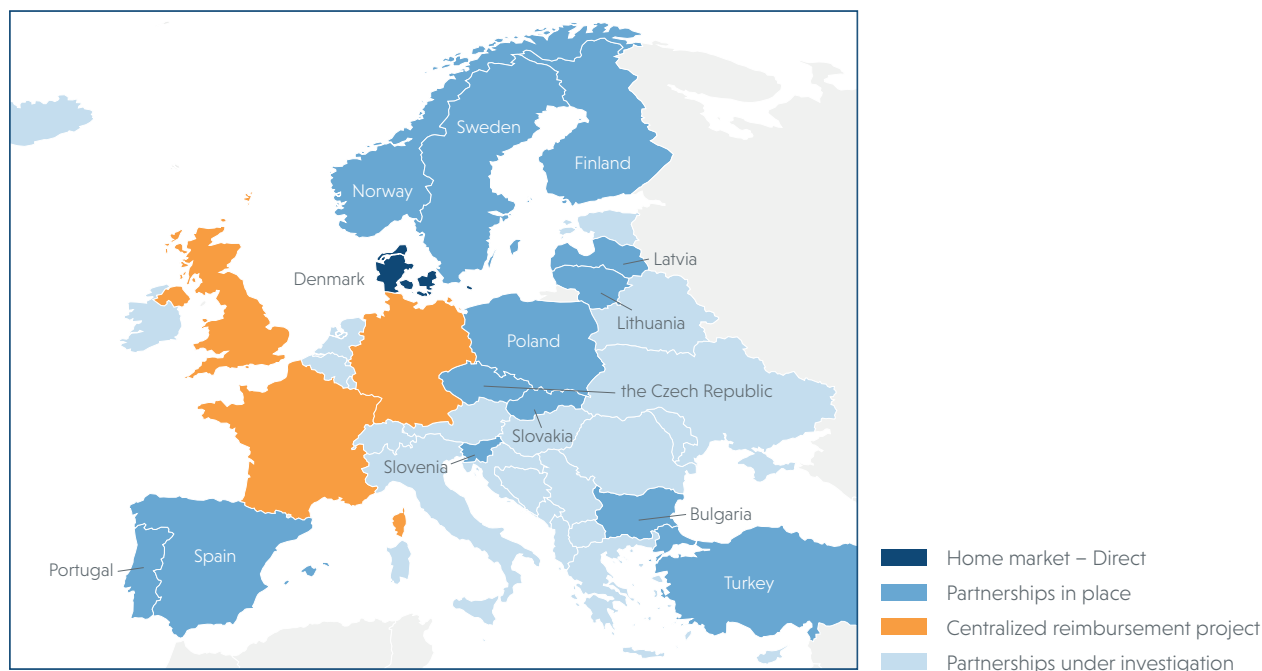 Sweden
Finland
Norway
Latvia
Denmark
Lithuania
Poland
the Czech Republic
Slovakia
Slovenia
Bulgaria
Spain
Portugal
Turkey
Home market – Direct
Partnerships in place
Centralized reimbursement project
Partnerships under investigation